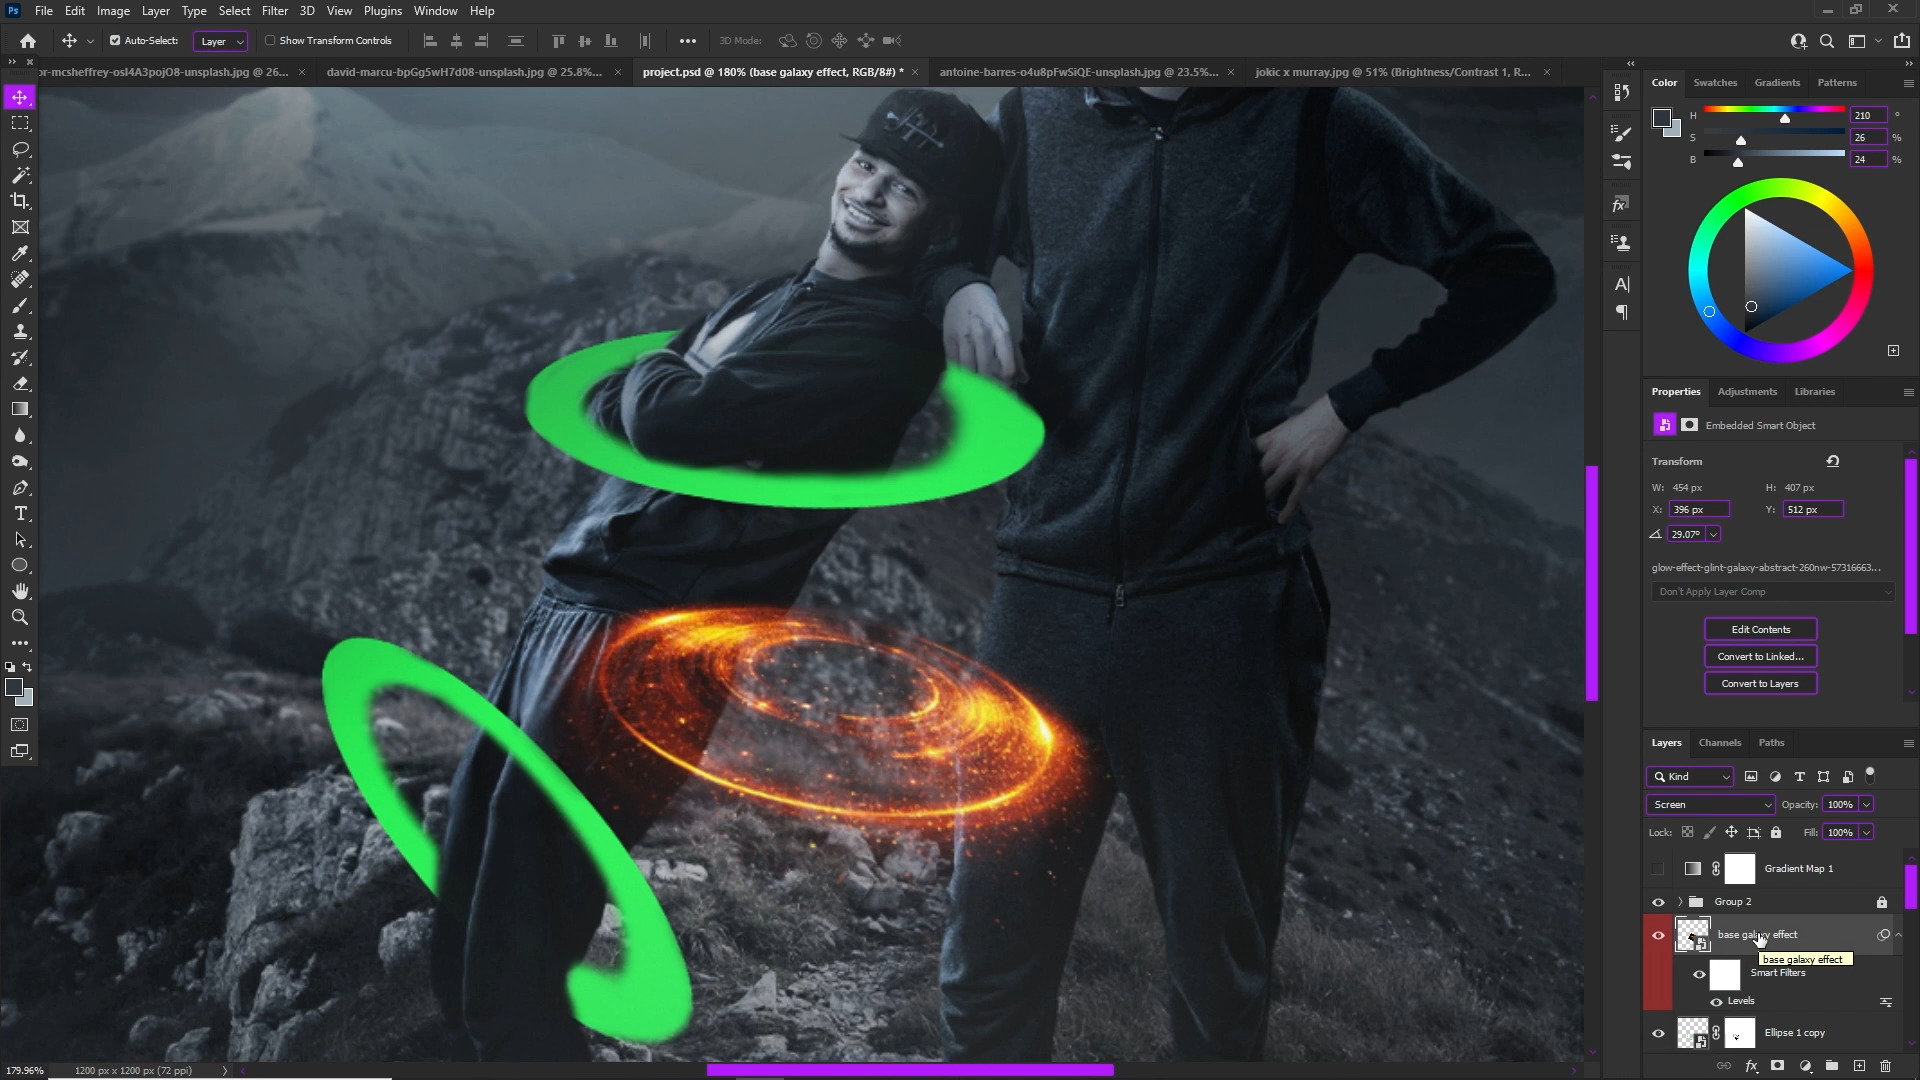 Ps File Edit Image Layer Type Select Filter 3D View Plugins Window Help
Auto-Select: Layer Show Transform Controls 3D Mode:
or-mcsheffrey-osI4A3pojO8-unsplash.jpg @ 26...
david-marcu-bpGg5wH7d08-unsplash.jpg @ 25.8%...
project.psd @ 180% (base galaxy effect, RGB/8#) *
antoine-barres-o4u8pFwSiQE-unsplash.jpg @ 23.5%...
jokic x murray.jpg @ 51% (Brightness/Contrast 1, R...
Color Swatches Gradients Patterns
H 210 °
S 26 %
B 24 %
Properties Adjustments Libraries
Embedded Smart Object
Transform
W: 454 px H: 407 px
X: 396 px Y: 512 px
29.07°
glow-effect-glint-galaxy-abstract-260nw-57316663...
Don't Apply Layer Comp
Edit Contents
Convert to Linked...
Convert to Layers
Layers Channels Paths
Kind
Screen Opacity: 100%
Lock: Fill: 100%
Gradient Map 1
Group 2
base galaxy effect
base galaxy effect
Smart Filters
Levels
Ellipse 1 copy
179.96% 1200 px x 1200 px (72 ppi)